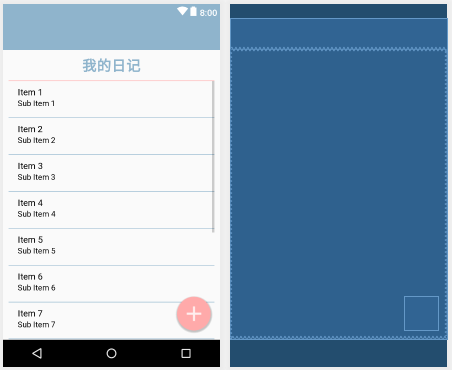 8:00
我的日记
Item 1
Sub Item 1
Item 2
Sub Item 2
Item 3
Sub Item 3
Item 4
Sub Item 4
Item 5
Sub Item 5
Item 6
Sub Item 6
Item 7
Sub Item 7